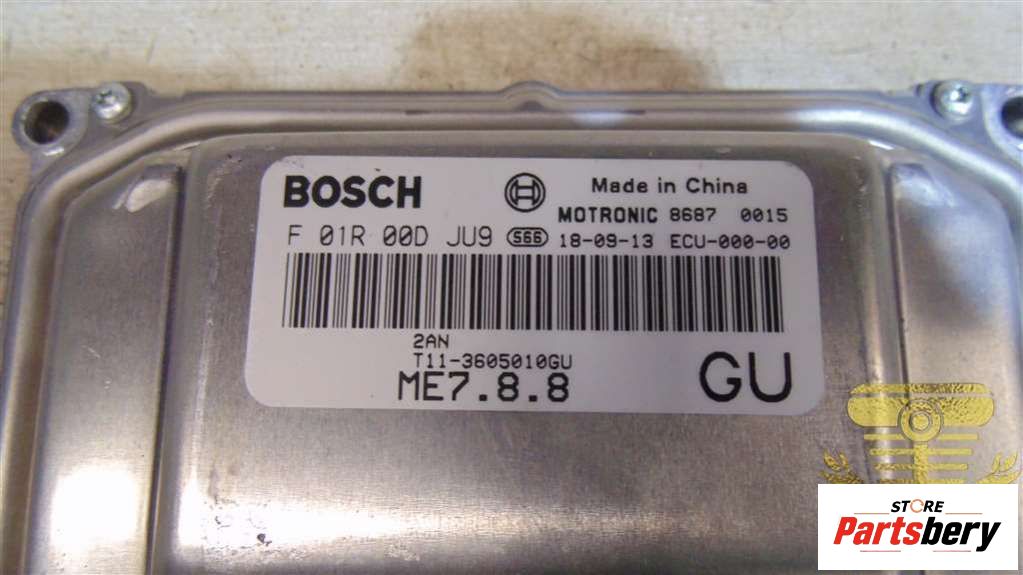 BOSCH
Made in China
MOTRONIC 8687 0015
F 01R 00D JU9 S66 18-09-13 ECU-000-00
2AN
T11-3605010GU
ME7.8.8 GU
STORE
Partsbery